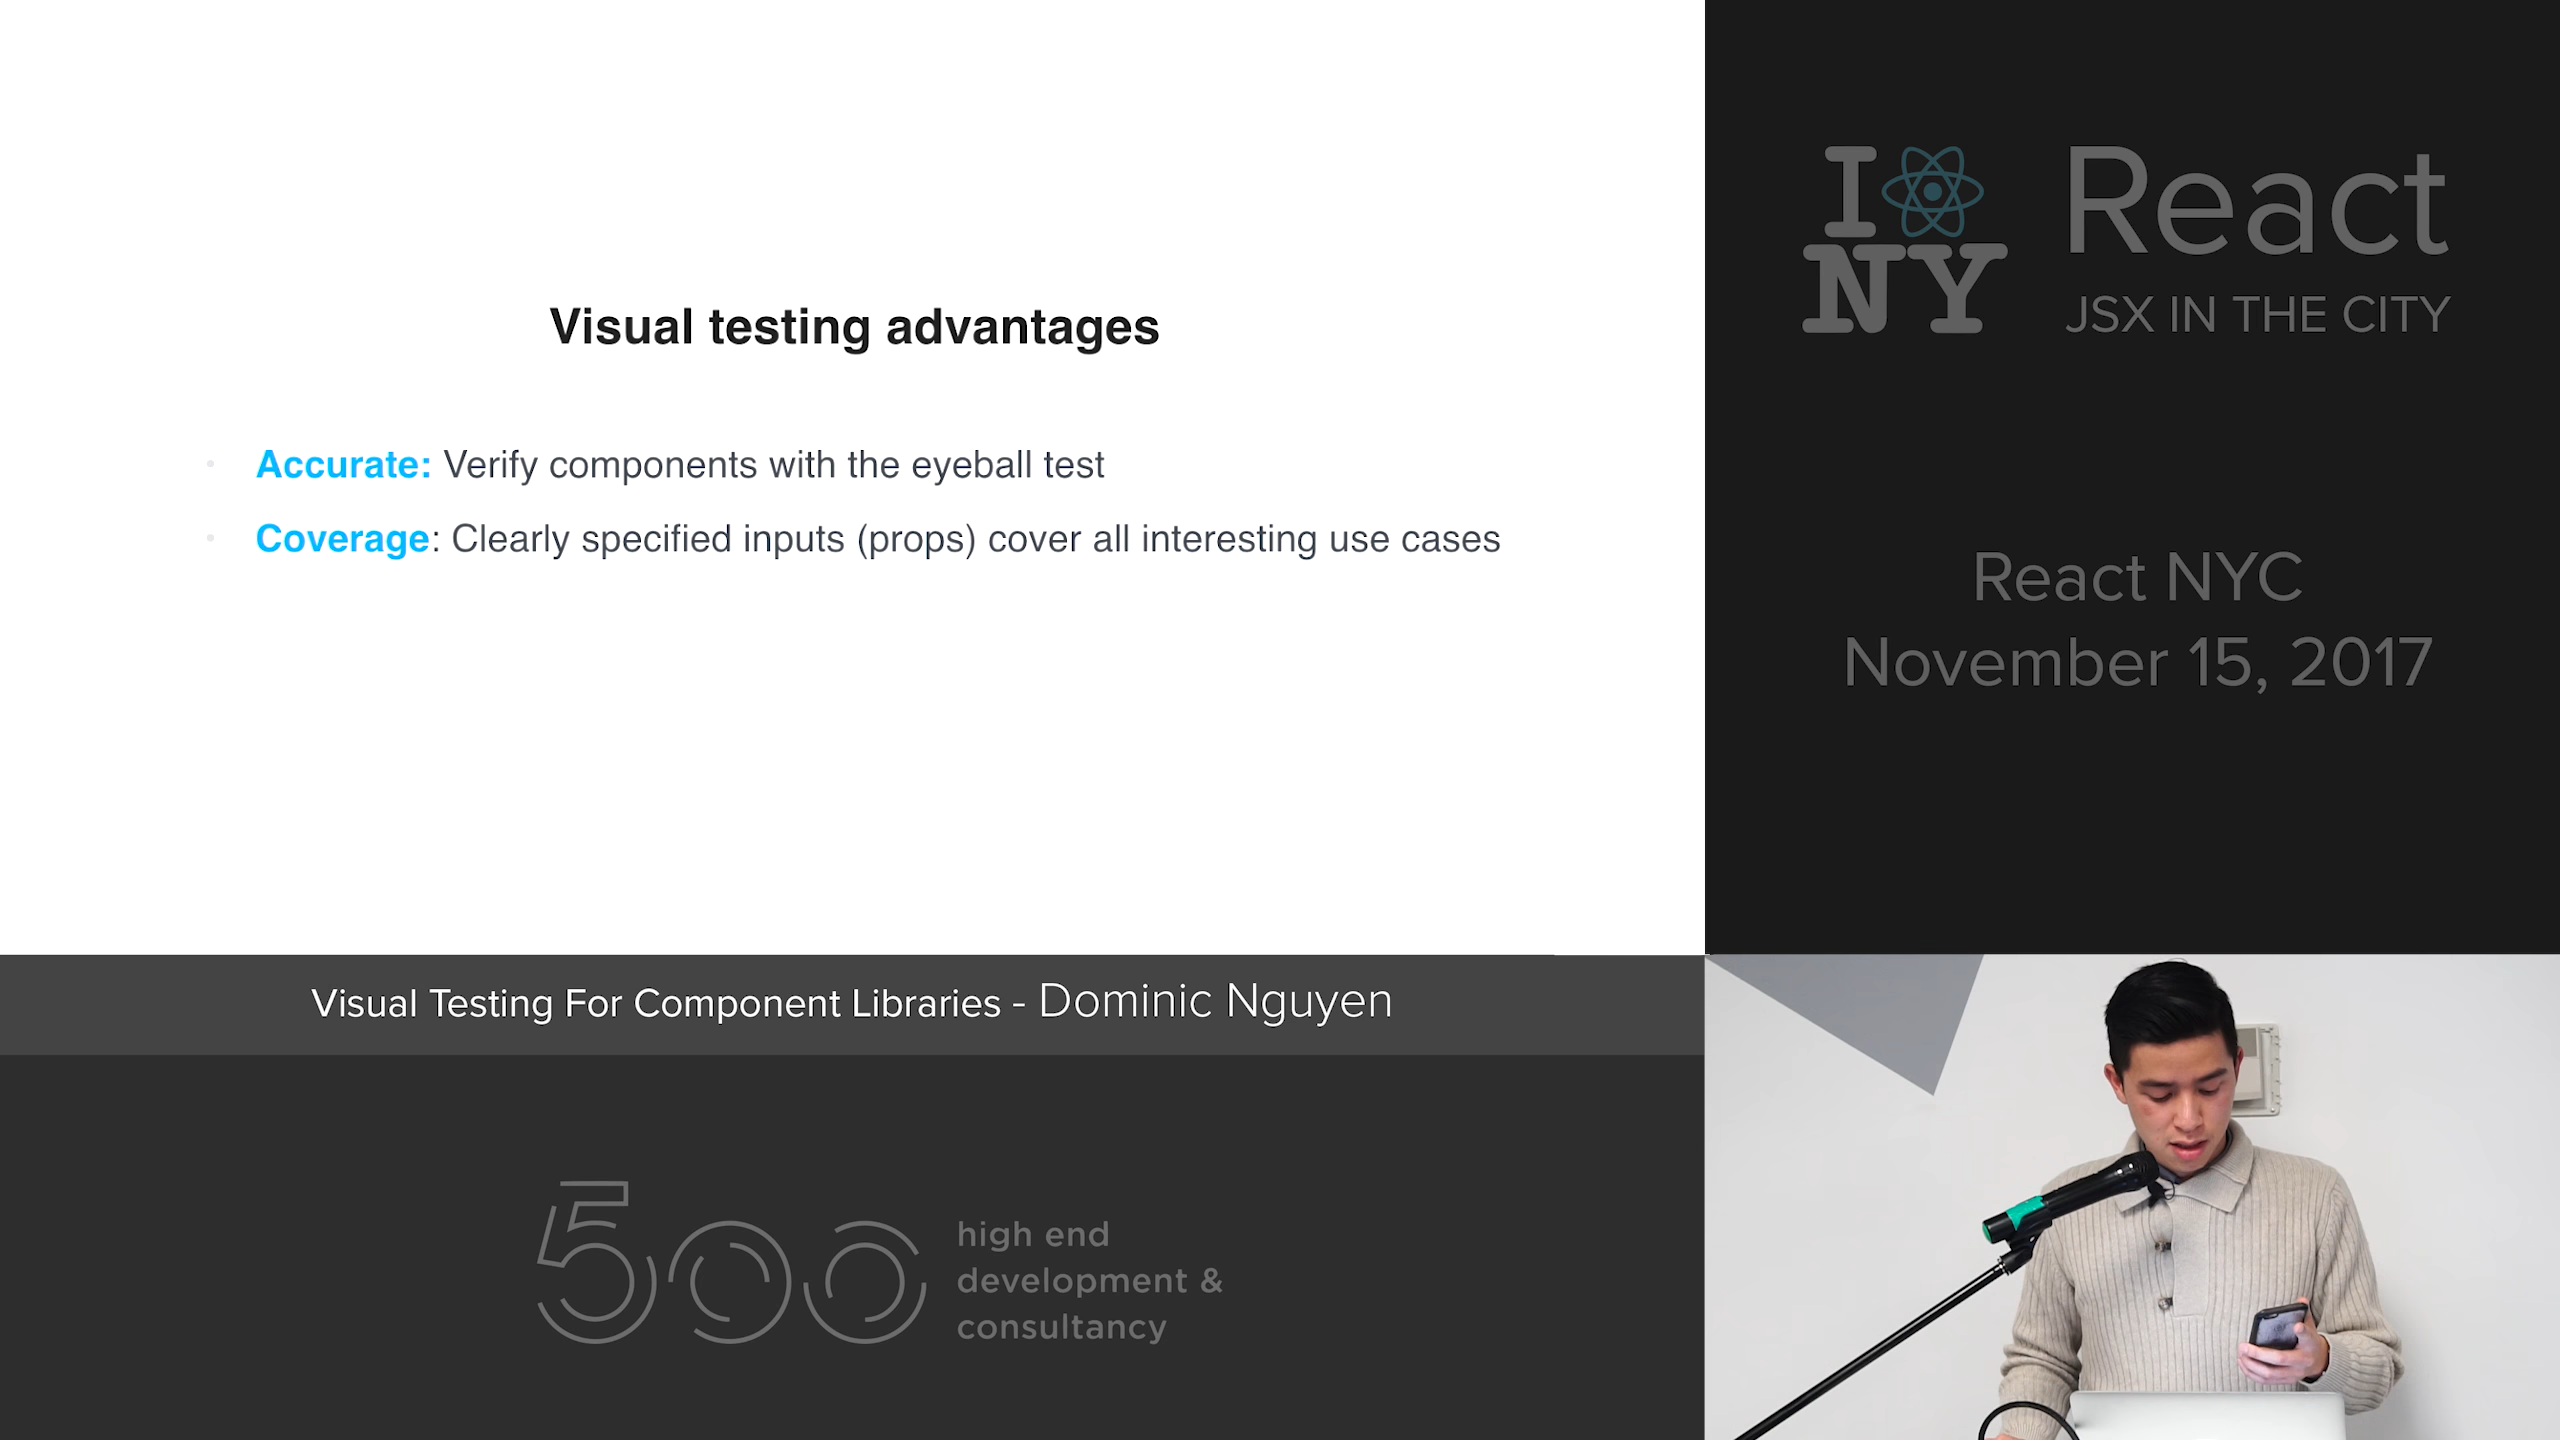 Visual testing advantages
• Accurate: Verify components with the eyeball test
• Coverage: Clearly specified inputs (props) cover all interesting use cases
I NY
React
JSX IN THE CITY
React NYC
November 15, 2017
Visual Testing For Component Libraries - Dominic Nguyen
500
high end
development &
consultancy